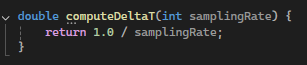 double computeDeltaT(int samplingRate) {
    return 1.0 / samplingRate;
}